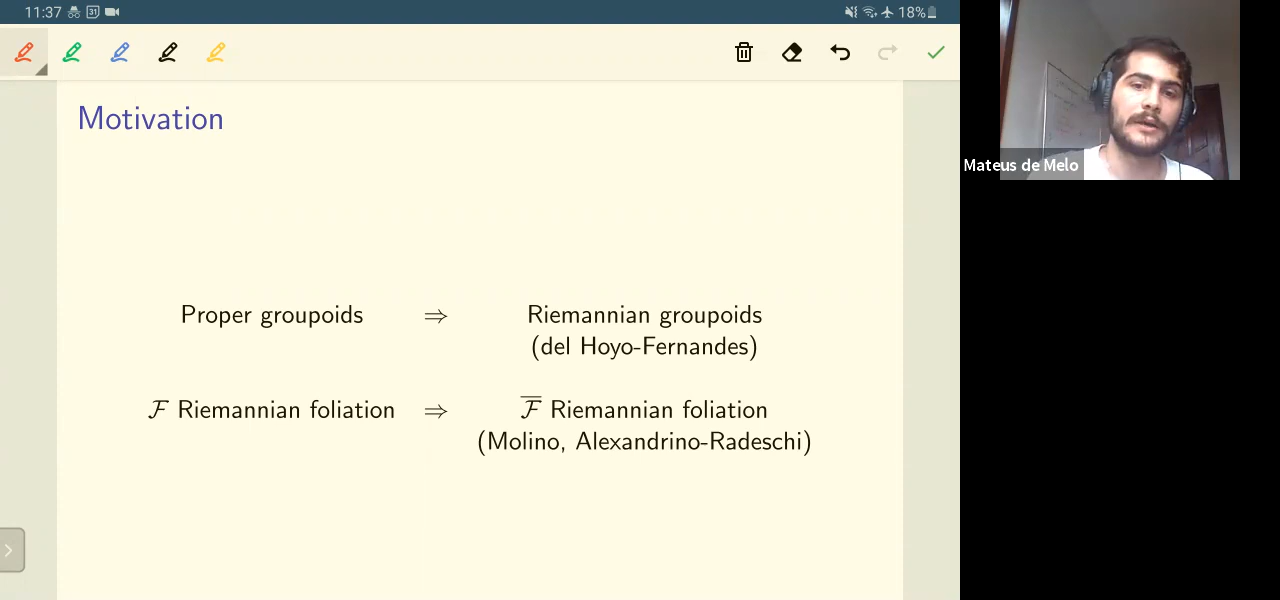 11:37 31 18%
Motivation
Proper groupoids ⇒ Riemannian groupoids
(del Hoyo-Fernandes)
ℱ Riemannian foliation ⇒ ℱ̅ Riemannian foliation
(Molino, Alexandrino-Radeschi)
Mateus de Melo